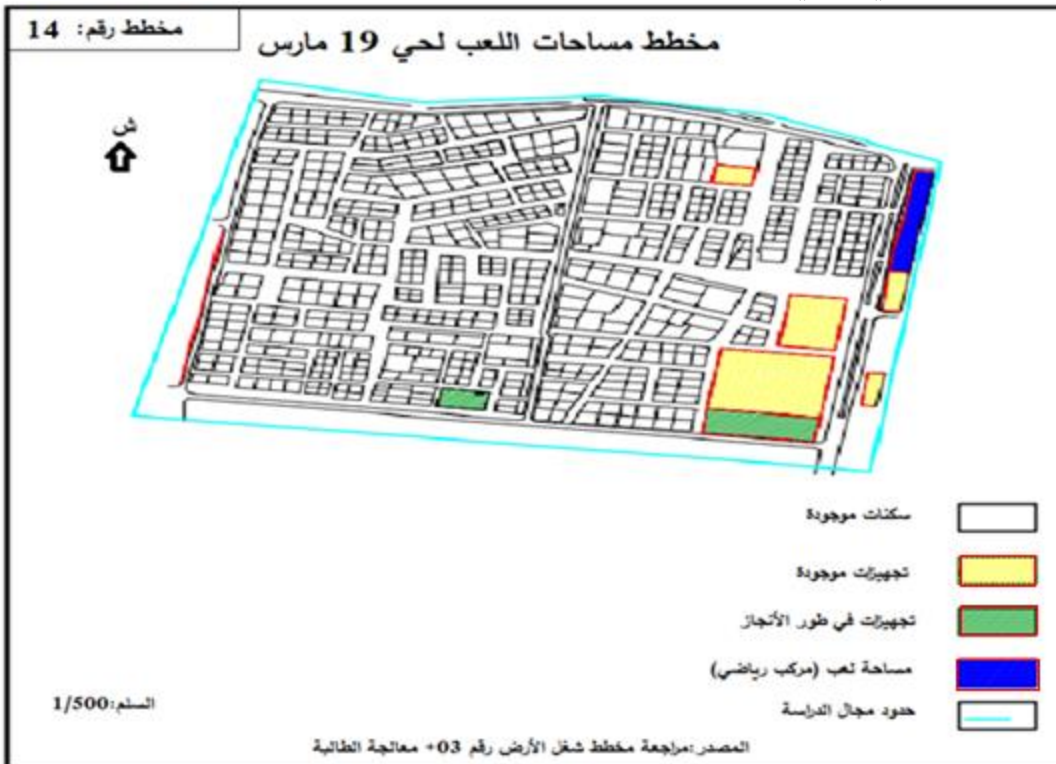 مخطط رقم: 14
مخطط مساحات اللعب لحي 19 مارس
ش
سكنات موجودة
تجهيزات موجودة
تجهيزات في طور الأنجاز
مساحة لعب (مركب رياضي)
حدود مجال الدراسة
السلم:1/500
المصدر:مراجعة مخطط شغل الأرض رقم 03+ معالجة الطالبة